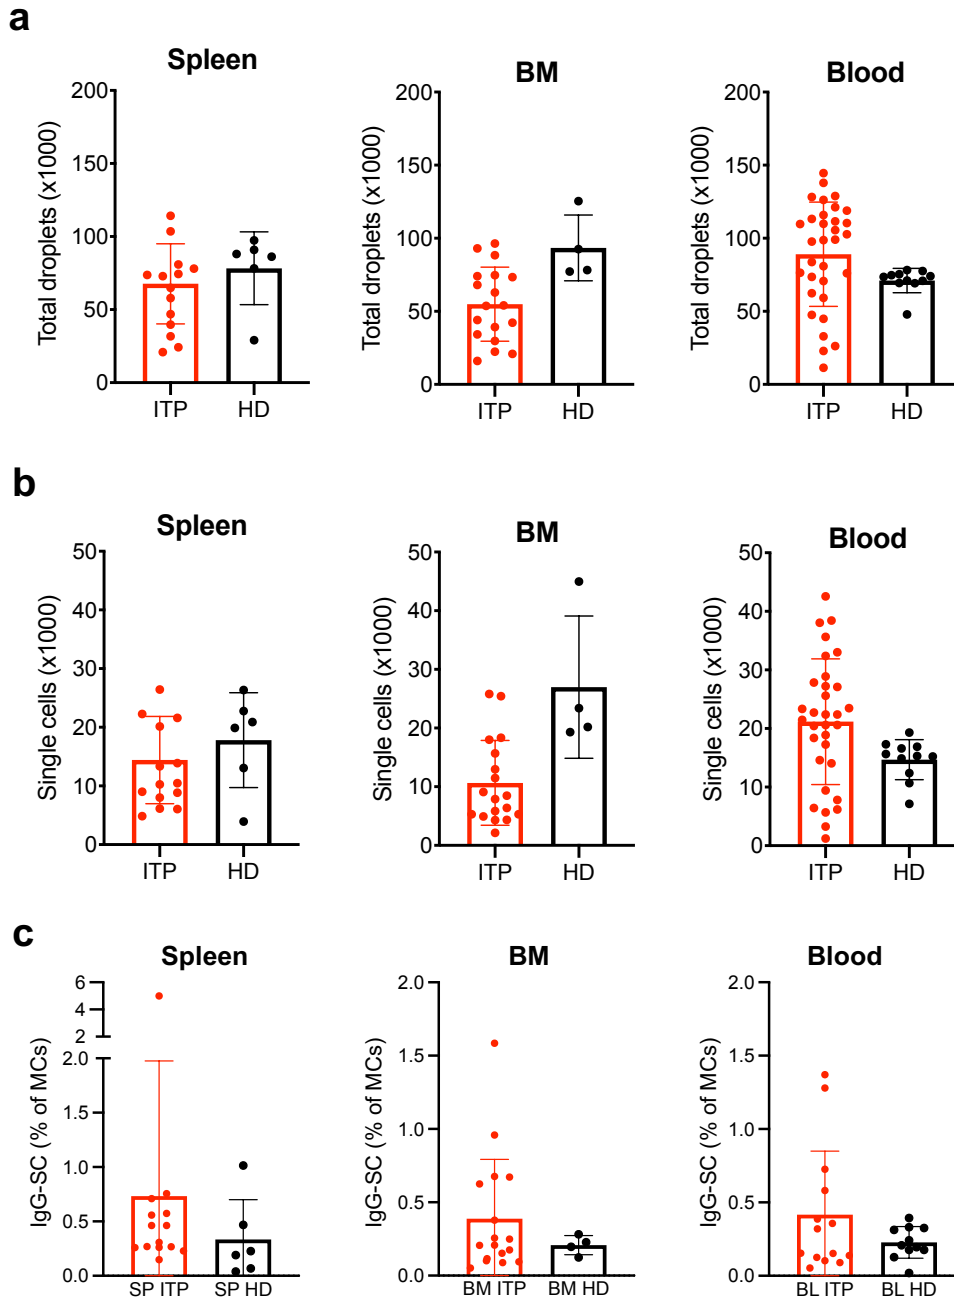 a
Spleen
BM
Blood
Total droplets (x1000)
200
150
100
50
0
ITP
HD
Total droplets (x1000)
200
150
100
50
0
ITP
HD
Total droplets (x1000)
200
150
100
50
0
ITP
HD
b
Spleen
BM
Blood
Single cells (x1000)
50
40
30
20
10
0
ITP
HD
Single cells (x1000)
50
40
30
20
10
0
ITP
HD
Single cells (x1000)
50
40
30
20
10
0
ITP
HD
c
Spleen
BM
Blood
IgG-SC (% of MCs)
6
4
2
2.0
1.5
1.0
0.5
0.0
SP ITP
SP HD
IgG-SC (% of MCs)
2.0
1.5
1.0
0.5
0.0
BM ITP
BM HD
IgG-SC (% of MCs)
2.0
1.5
1.0
0.5
0.0
BL ITP
BL HD